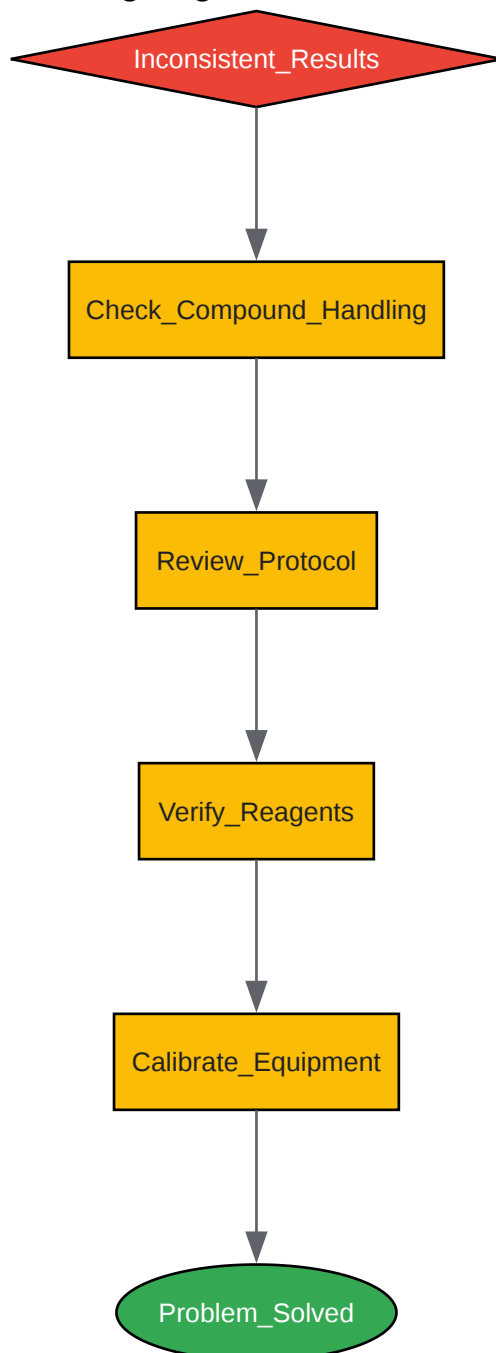 Inconsistent_Results
Check_Compound_Handling
Review_Protocol
Verify_Reagents
Calibrate_Equipment
Problem_Solved